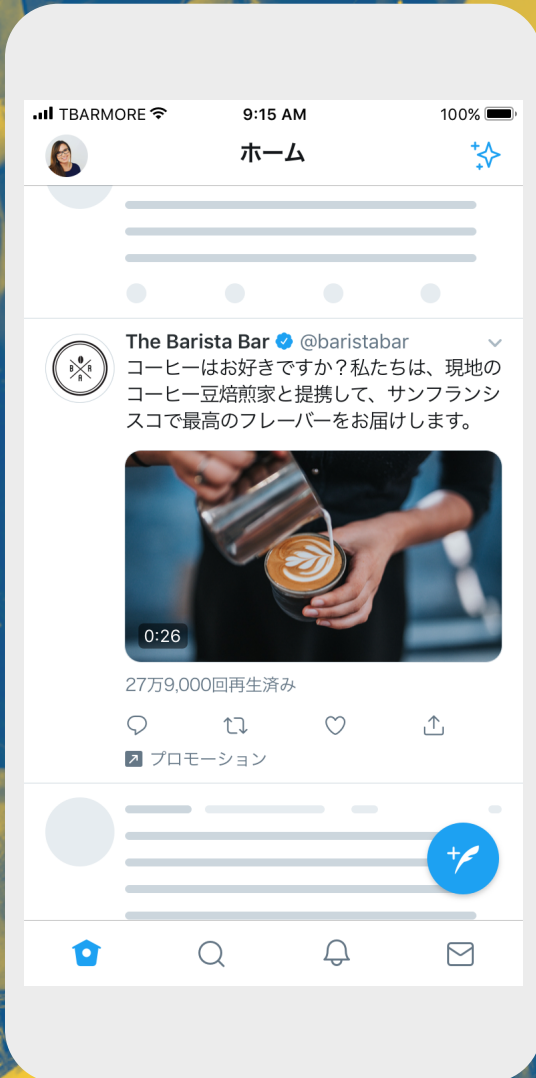 TBARMORE 9:15 AM 100%
ホーム
The Barista Bar @baristabar
コーヒーはお好きですか？私たちは、現地の
コーヒー豆焙煎家と提携して、サンフランシ
スコで最高のフレーバーをお届けします。
B A R
A
0:26
27万9,000回再生済み
プロモーション